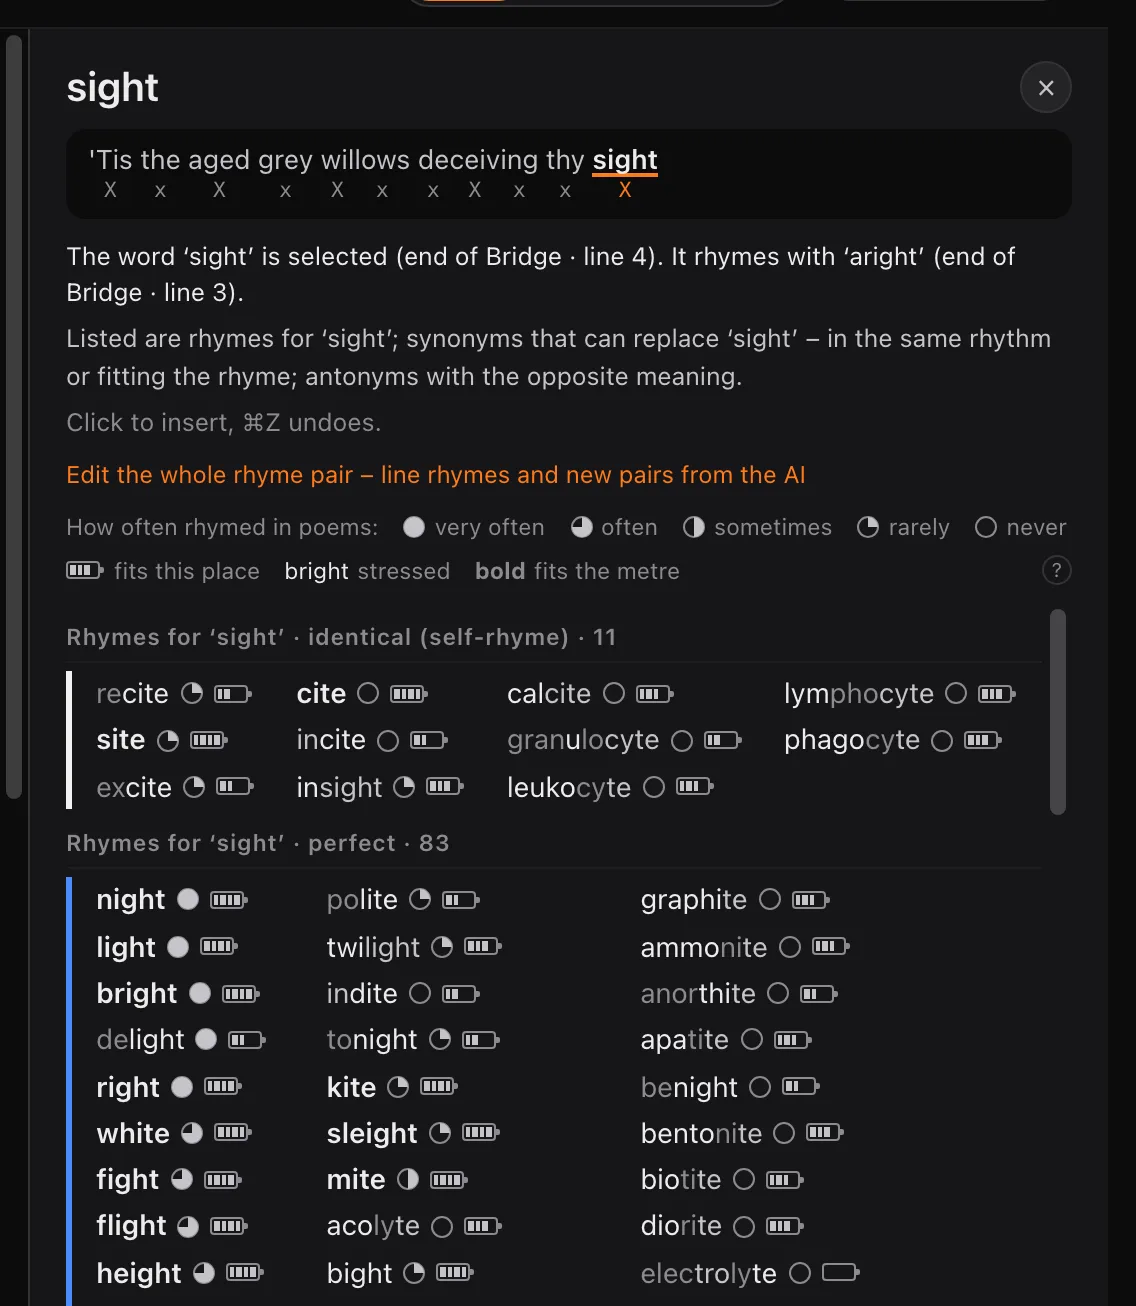 sight
×
'Tis the aged grey willows deceiving thy sight
X x X x X x x X x x X
The word ‘sight’ is selected (end of Bridge · line 4). It rhymes with ‘aright’ (end of
Bridge · line 3).
Listed are rhymes for ‘sight’; synonyms that can replace ‘sight’ – in the same rhythm
or fitting the rhyme; antonyms with the opposite meaning.
Click to insert, ⌘Z undoes.
Edit the whole rhyme pair – line rhymes and new pairs from the AI
How often rhymed in poems: very often often sometimes rarely never
fits this place bright stressed bold fits the metre ?
Rhymes for ‘sight’ · identical (self-rhyme) · 11
recite cite calcite lymphocyte
site incite granulocyte phagocyte
excite insight leukocyte
Rhymes for ‘sight’ · perfect · 83
night polite graphite
light twilight ammonite
bright indite anorthite
delight tonight apatite
right kite benight
white sleight bentonite
fight mite biotite
flight acolyte diorite
height bight electrolyte